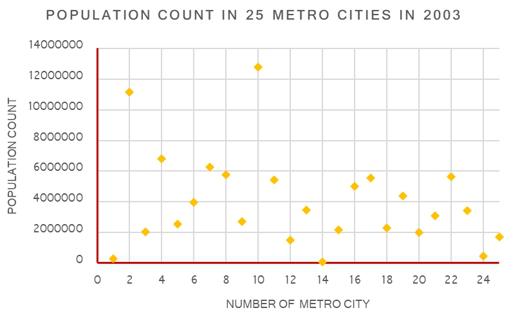 POPULATION COUNT IN 25 METRO CITIES IN 2003
14000000
12000000
10000000
8000000
6000000
4000000
2000000
0
POPULATION COUNT
0 2 4 6 8 10 12 14 16 18 20 22 24
NUMBER OF METRO CITY